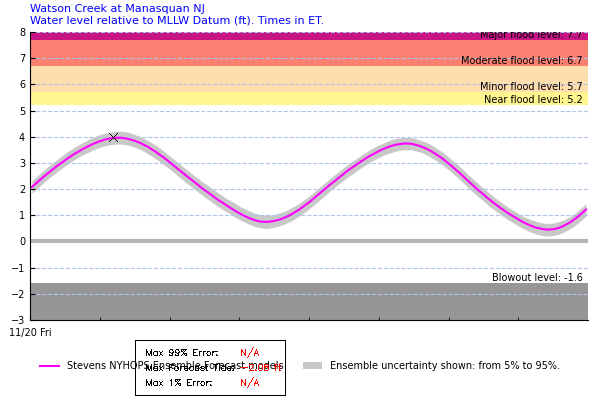 Watson Creek at Manasquan NJ
Water level relative to MLLW Datum (ft). Times in ET.
8
Major flood level: 7.7
7
Moderate flood level: 6.7
6
Minor flood level: 5.7
Near flood level: 5.2
5
4
3
2
1
0
−1
Blowout level: -1.6
−2
−3
11/20 Fri
Max 99% Error: N/A
Stevens NYHOPS Ensemble Forecast models
Max Forecast Tide:
Ensemble uncertainty shown: from 5% to 95%.
Max 1% Error: N/A